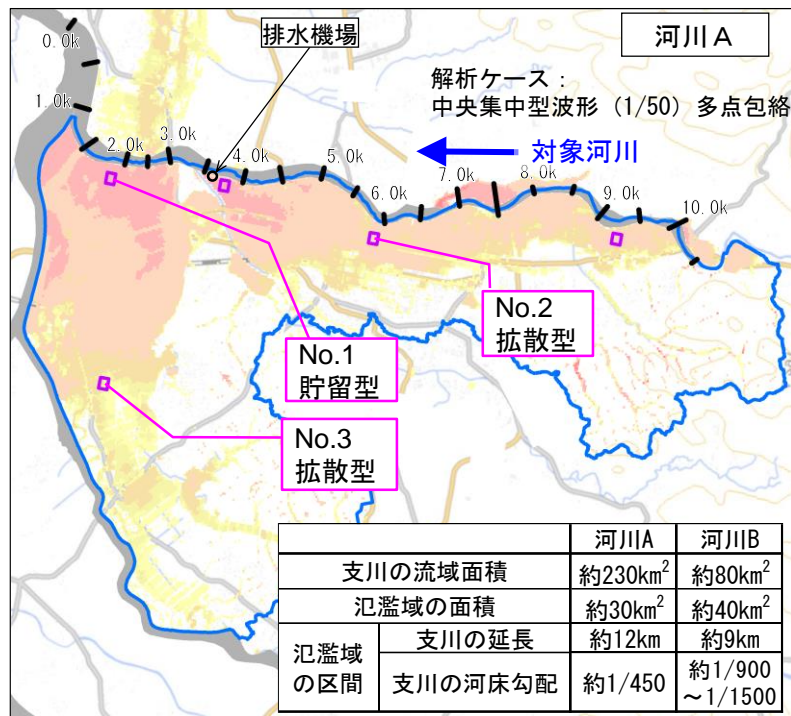 排水機場
河川A
0.0k
解析ケース：
中央集中型波形（1/50）多点包絡
1.0k
対象河川
2.0k
3.0k
4.0k
5.0k
6.0k
7.0k
8.0k
9.0k
10.0k
No.2
拡散型
No.1
貯留型
No.3
拡散型
河川A 河川B
支川の流域面積 約230km² 約80km²
氾濫域の面積 約30km² 約40km²
氾濫域
の区間
支川の延長 約12km 約9km
支川の河床勾配 約1/450 約1/900
～1/1500